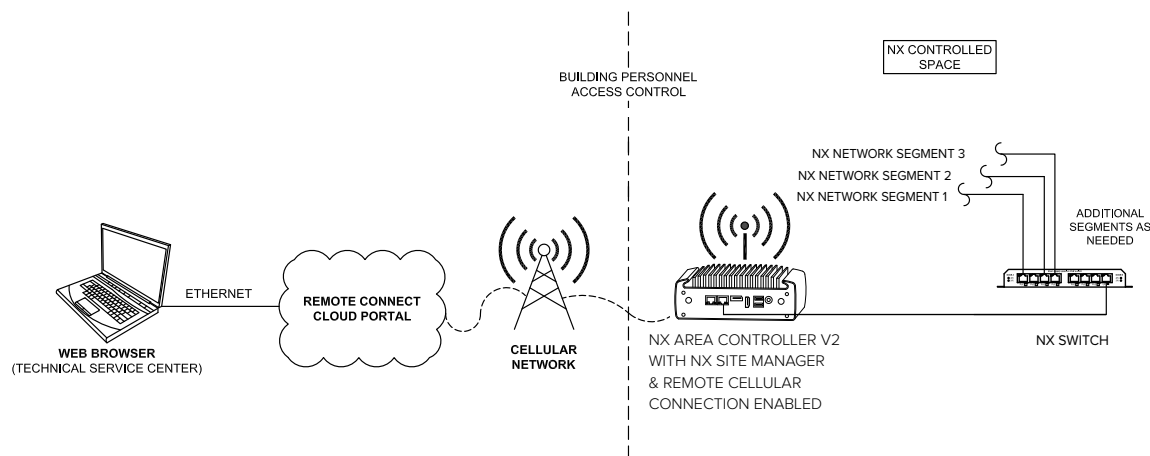 NX CONTROLLED
SPACE
BUILDING PERSONNEL
ACCESS CONTROL
NX NETWORK SEGMENT 3
NX NETWORK SEGMENT 2
NX NETWORK SEGMENT 1
ADDITIONAL
SEGMENTS AS
NEEDED
ETHERNET
REMOTE CONNECT
CLOUD PORTAL
WEB BROWSER
(TECHNICAL SERVICE CENTER)
CELLULAR
NETWORK
NX AREA CONTROLLER V2
WITH NX SITE MANAGER
& REMOTE CELLULAR
CONNECTION ENABLED
NX SWITCH